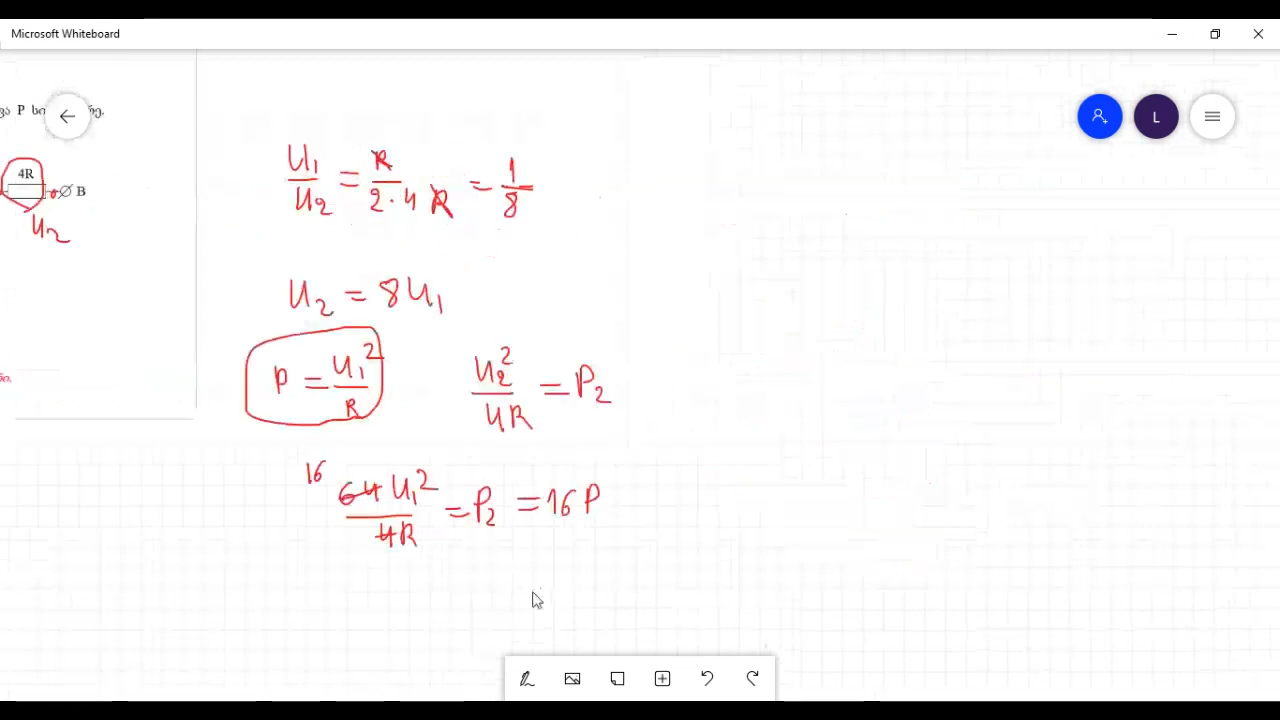 Microsoft Whiteboard
P
4R
B
U₂
L
U₁/U₂ = R/(2·4R) = 1/8
U₂ = 8U₁
P = U₁²/R
U₂²/4R = P₂
16
64U₁²/4R = P₂ = 16P